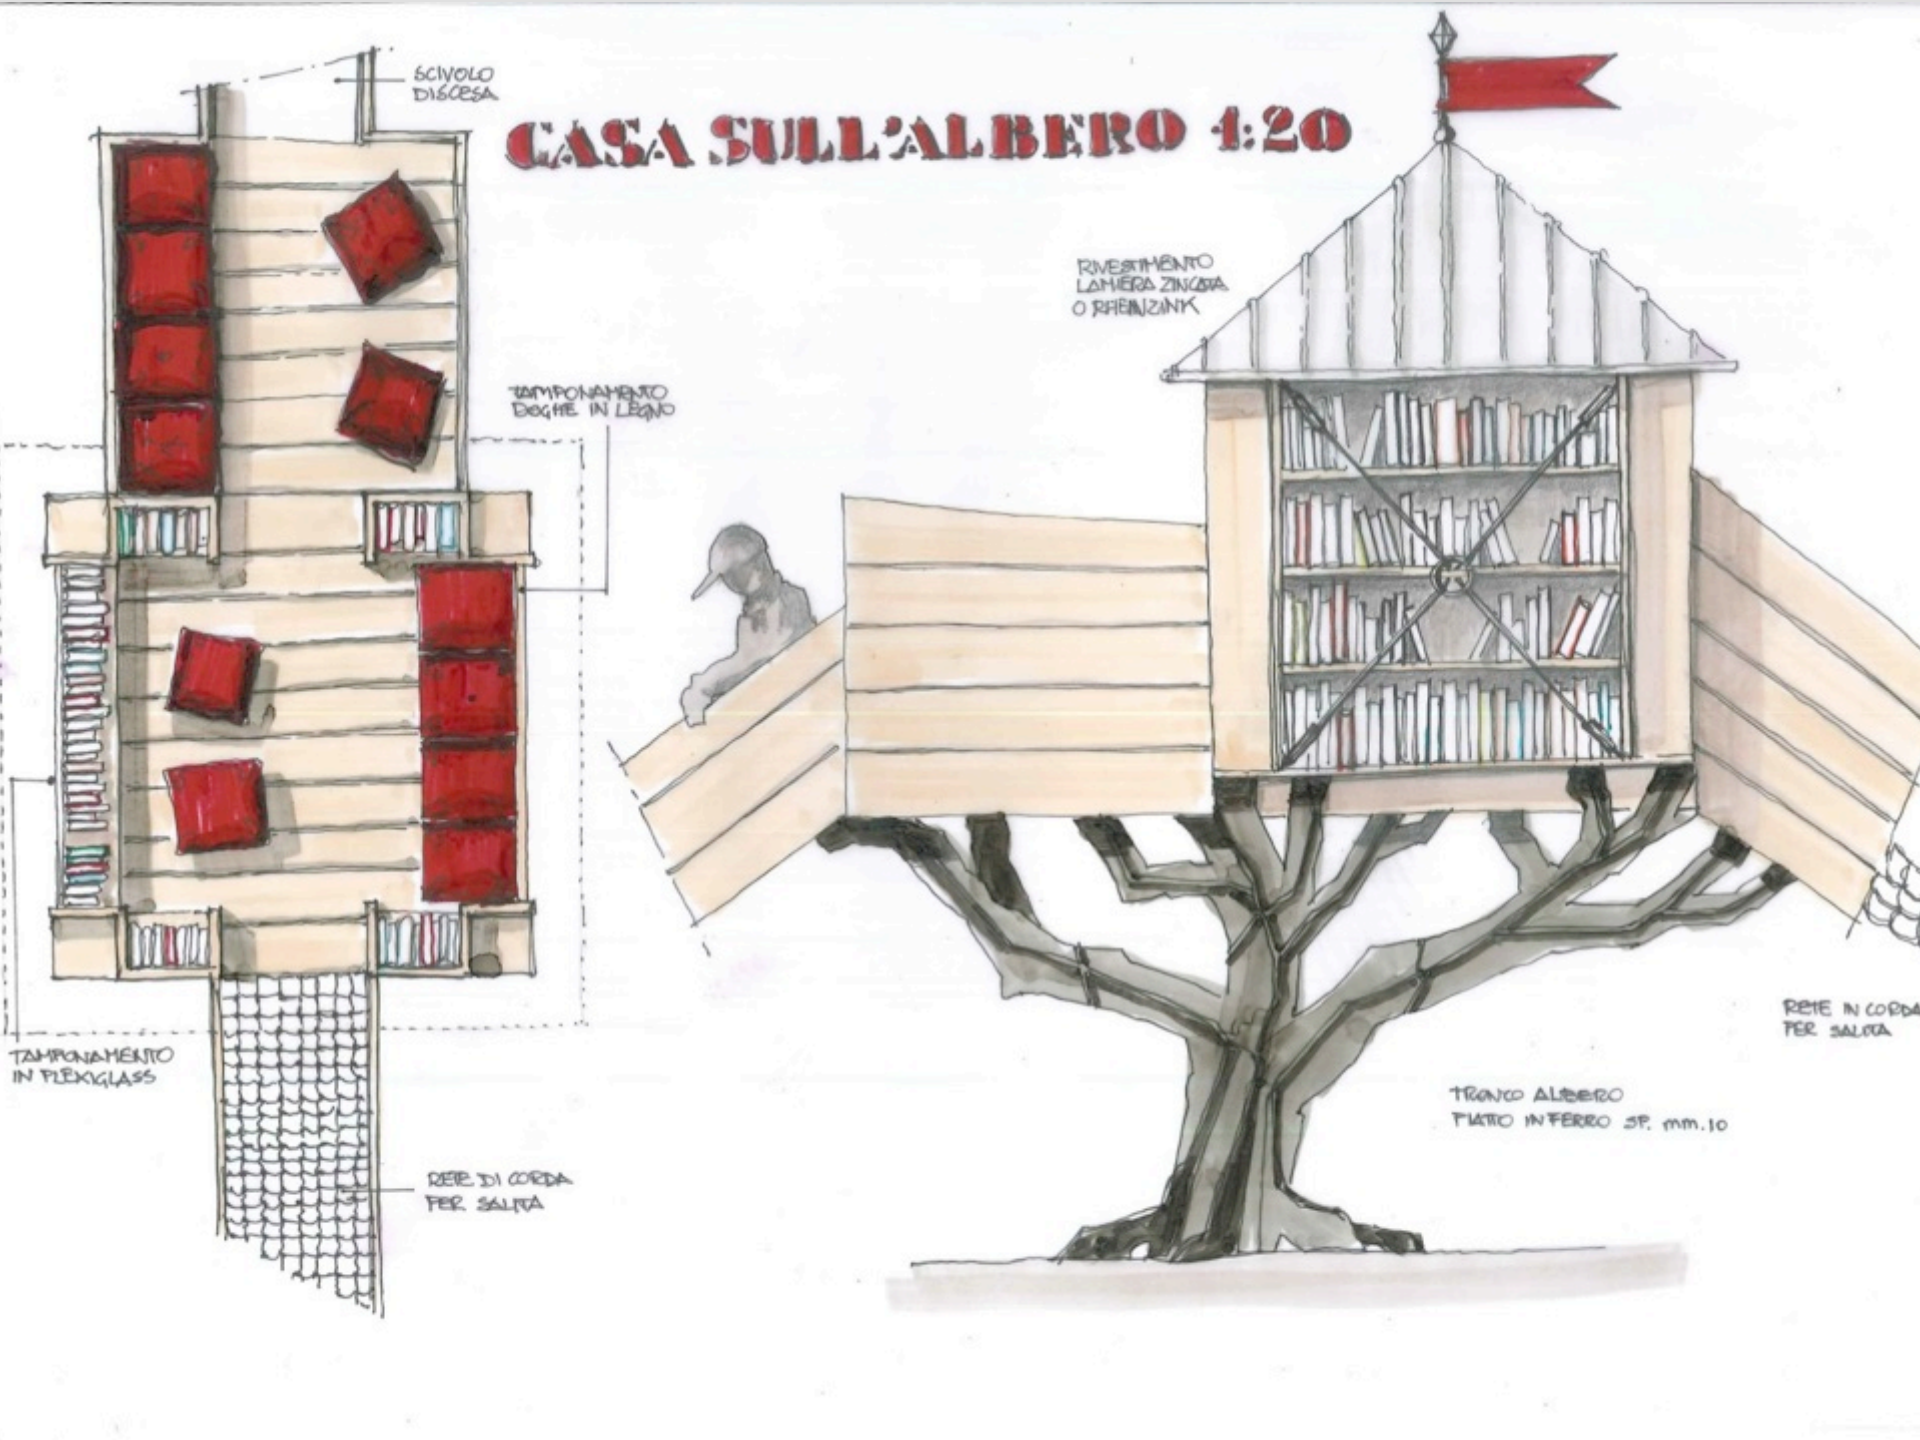 SCIVOLO
DISCESA
CASA SULL'ALBERO 1:20
RIVESTIMENTO
LAMIERA ZINCATA
O RHEINZINK
TAMPONAMENTO
DOGHE IN LEGNO
TAMPONAMENTO
IN PLEXIGLASS
RETE DI CORDA
PER SALITA
TRONCO ALBERO
PIATTO IN FERRO SP. mm.10
RETE IN CORDA
PER SALITA